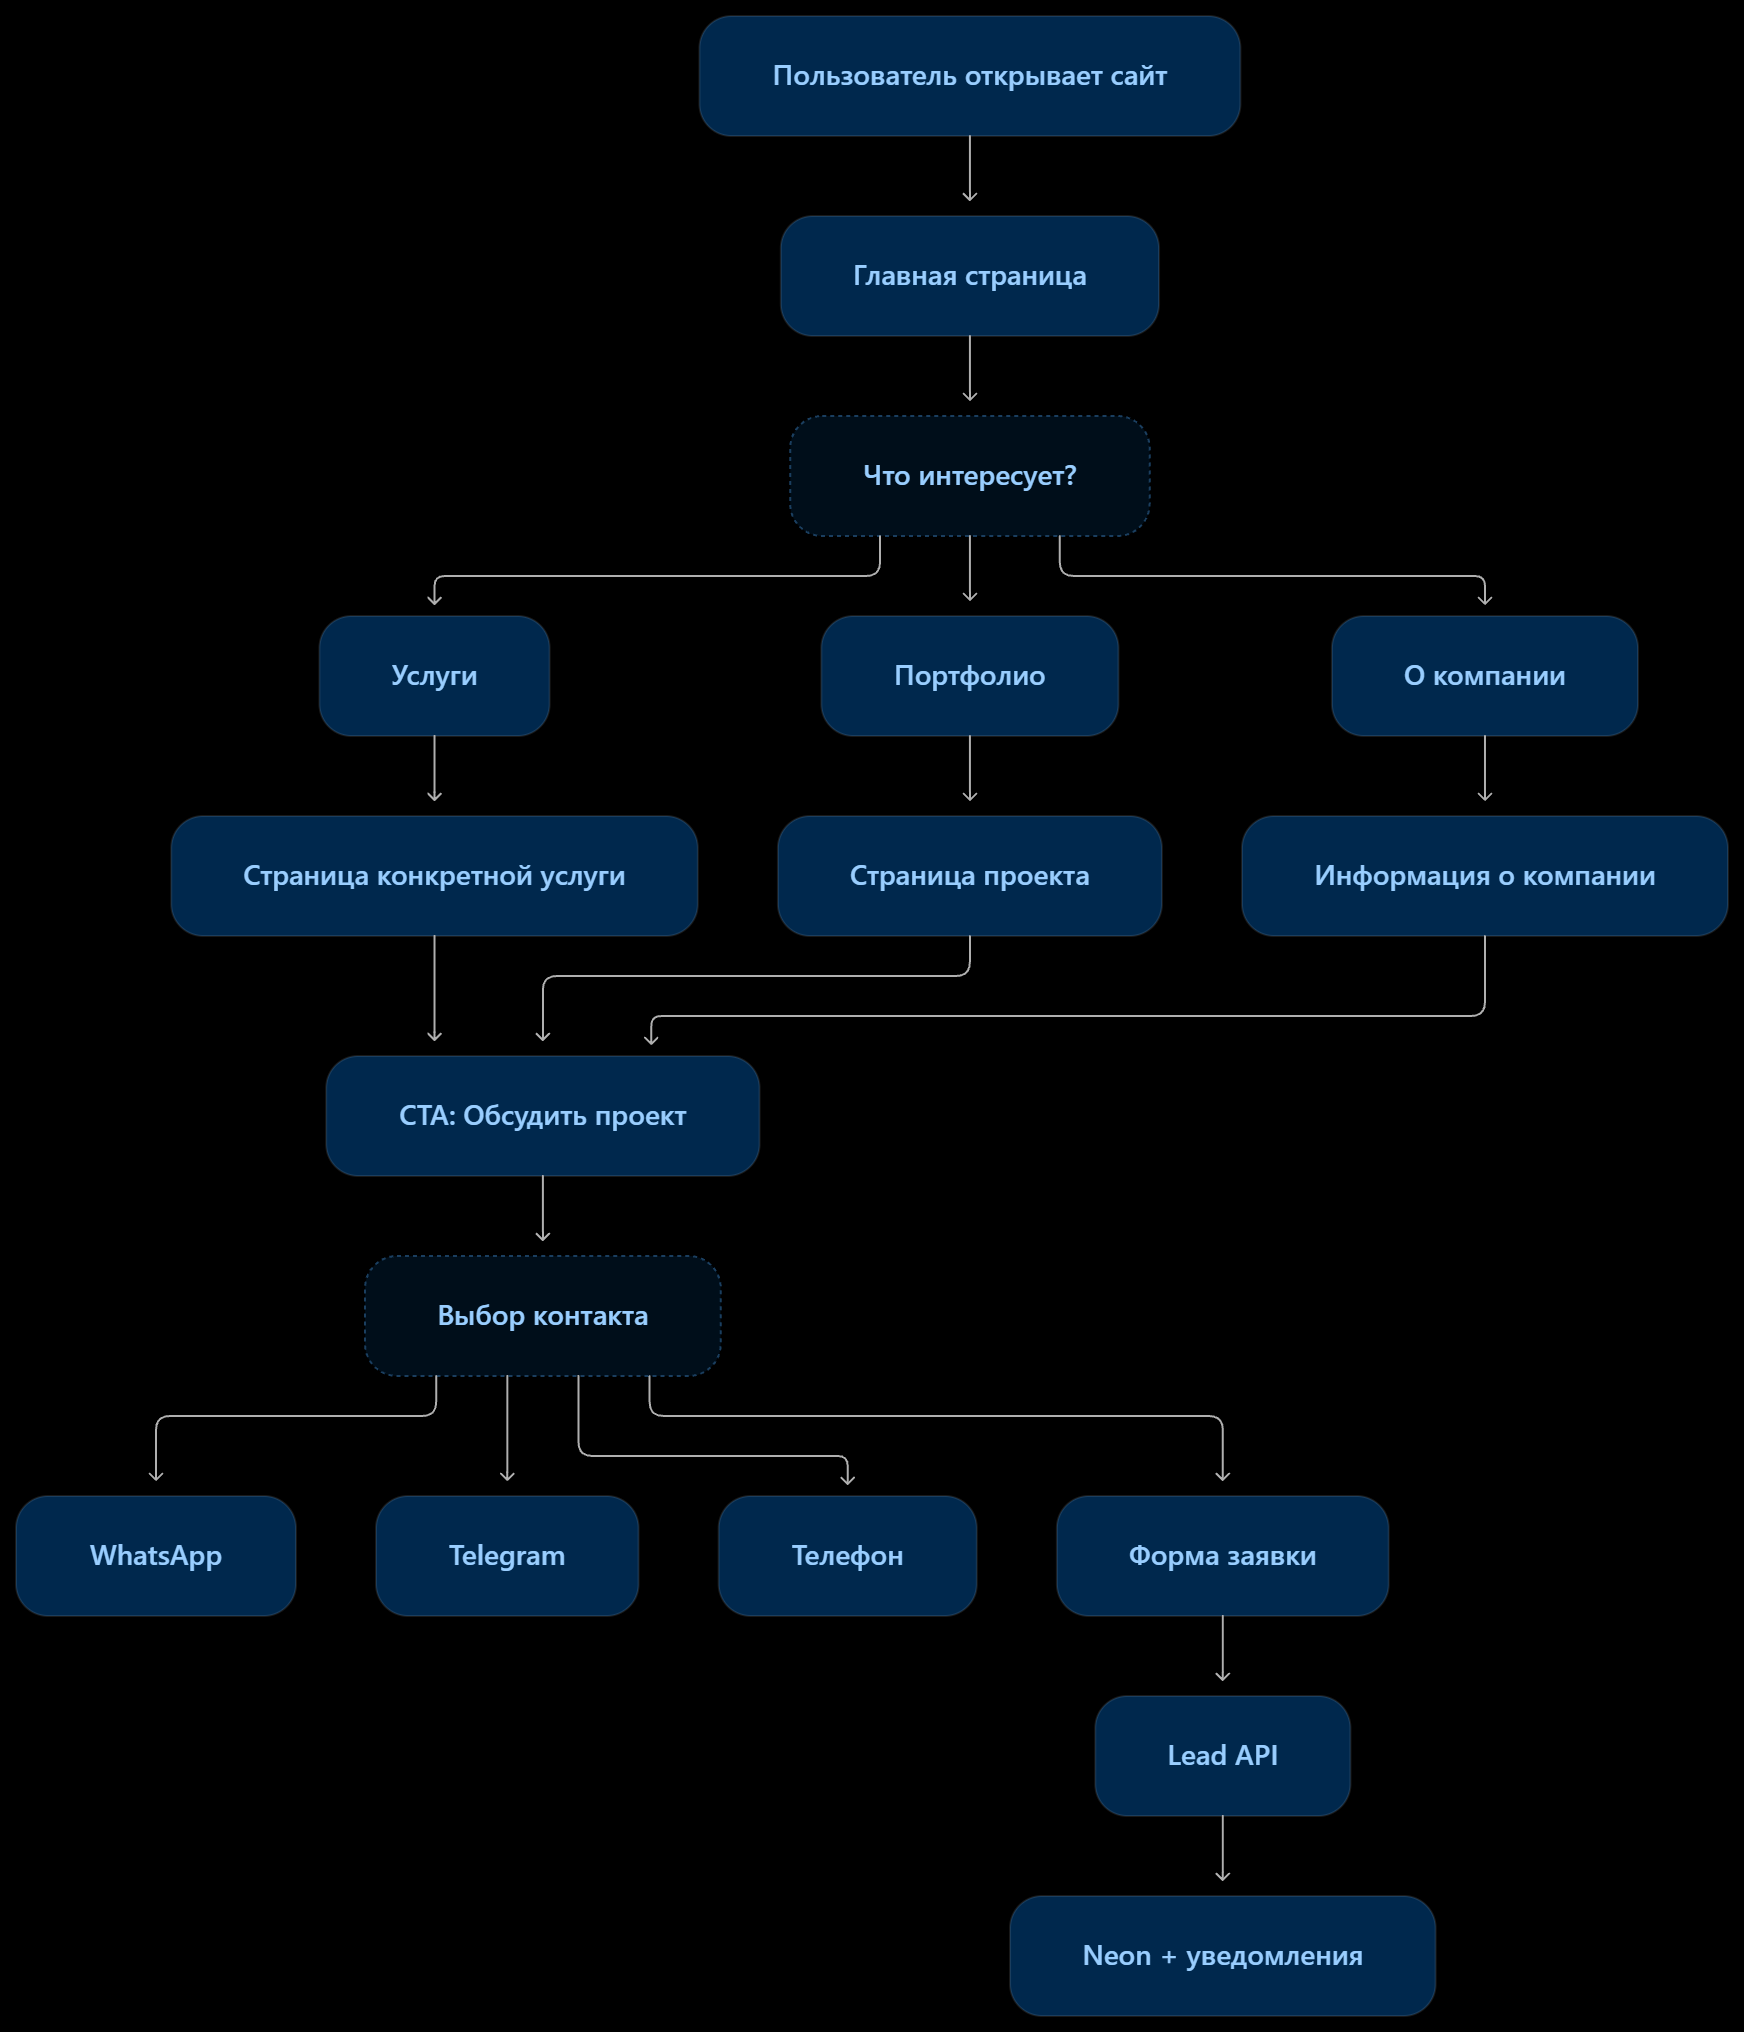 Пользователь открывает сайт
Главная страница
Что интересует?
Услуги
Портфолио
О компании
Страница конкретной услуги
Страница проекта
Информация о компании
CTA: Обсудить проект
Выбор контакта
WhatsApp
Telegram
Телефон
Форма заявки
Lead API
Neon + уведомления